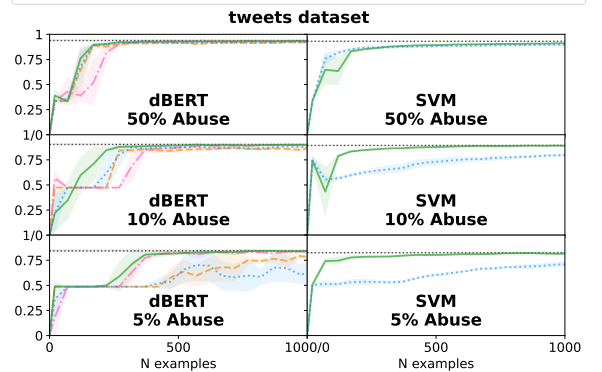 tweets dataset
1
0.75
0.5
0.25
dBERT
50% Abuse
SVM
50% Abuse
1/0
0.75
0.5
0.25
dBERT
10% Abuse
SVM
10% Abuse
1/0
0.75
0.5
0.25
0
dBERT
5% Abuse
SVM
5% Abuse
0 500 1000/0 500 1000
N examples N examples